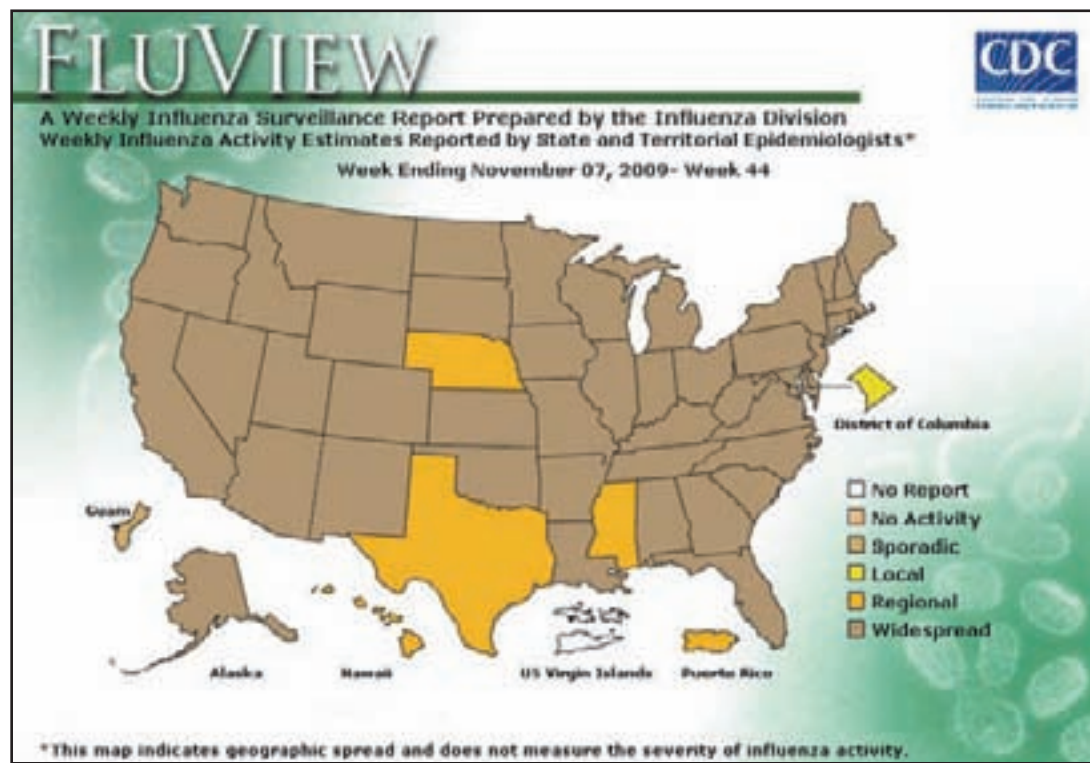 FLUVIEW
CDC
A Weekly Influenza Surveillance Report Prepared by the Influenza Division
Weekly Influenza Activity Estimates Reported by State and Territorial Epidemiologists*
Week Ending November 07, 2009- Week 44
District of Columbia
No Report
No Activity
Sporadic
Local
Regional
Widespread
Guam
Alaska
Hawaii
US Virgin Islands
Puerto Rico
*This map indicates geographic spread and does not measure the severity of influenza activity.